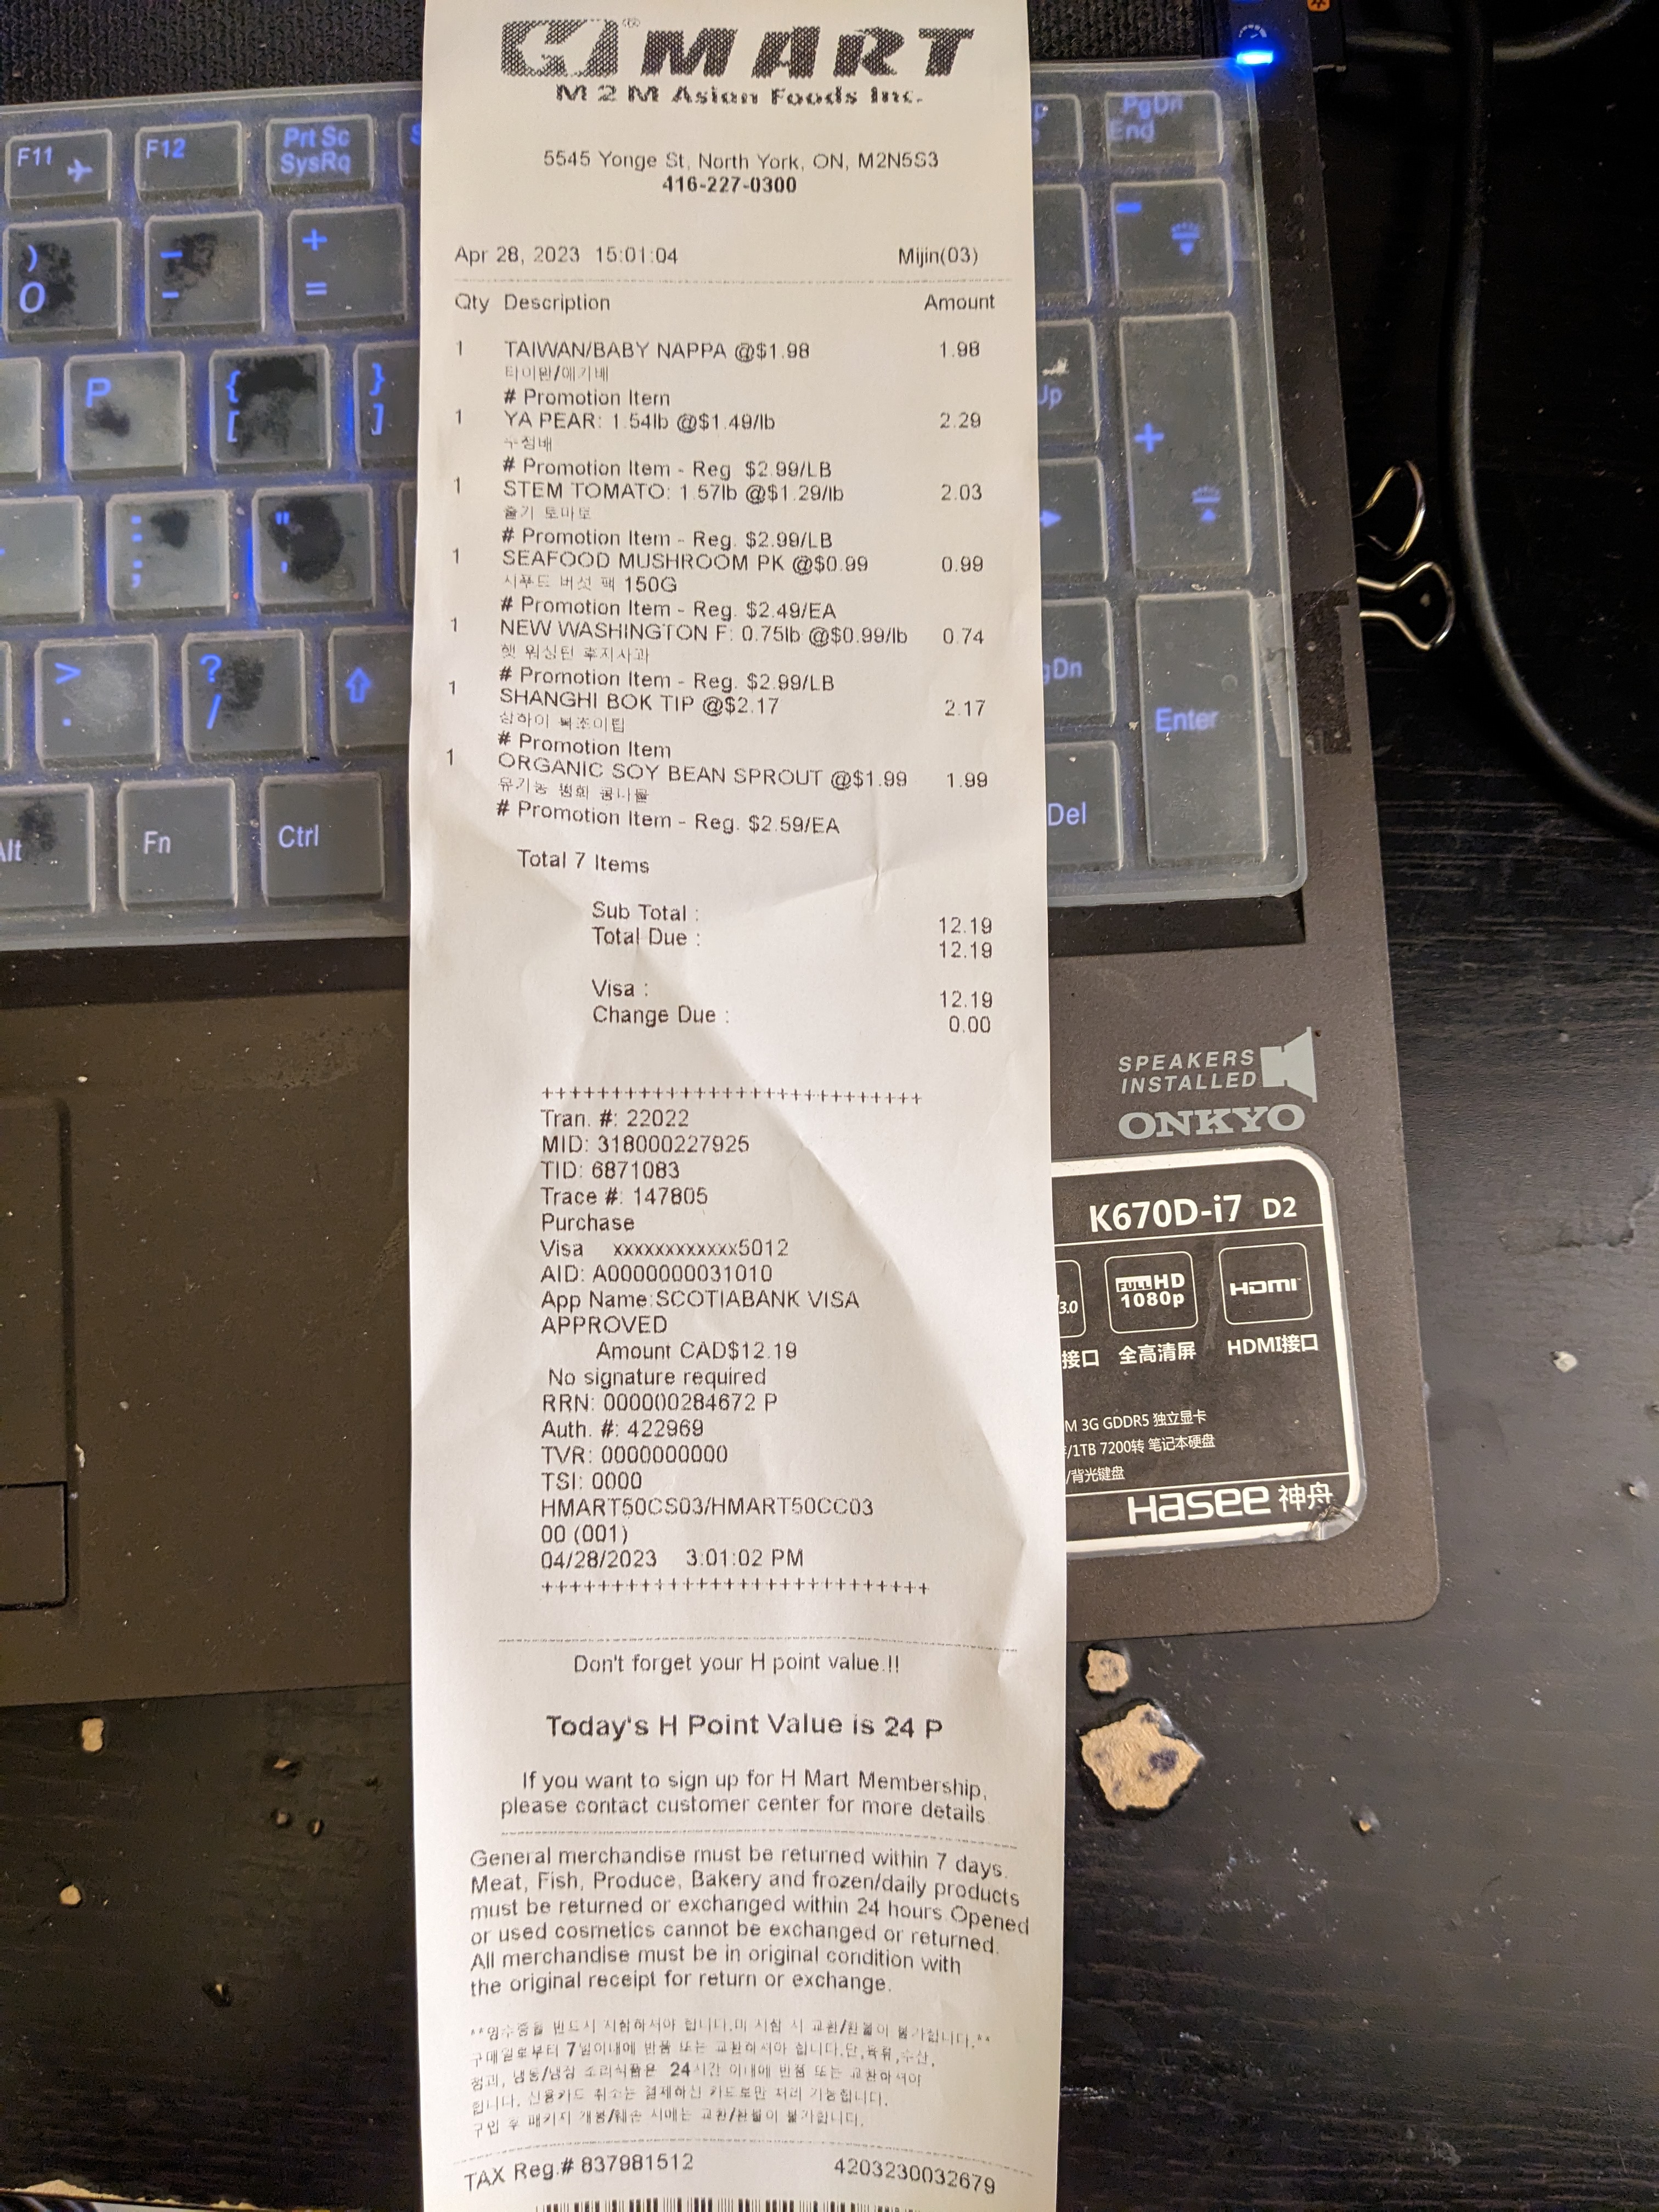 H MART
M 2 M Asian Foods Inc.
5545 Yonge St, North York, ON, M2N5S3
416-227-0300
Apr 28, 2023 15:01:04 Mijin(03)
Qty Description Amount
1 TAIWAN/BABY NAPPA @$1.98 1.98
타이완/애기배
# Promotion Item
1 YA PEAR: 1.54lb @$1.49/lb 2.29
수정배
# Promotion Item - Reg. $2.99/LB
1 STEM TOMATO: 1.57lb @$1.29/lb 2.03
줄기 토마토
# Promotion Item - Reg. $2.99/LB
1 SEAFOOD MUSHROOM PK @$0.99 0.99
시푸드 버섯 팩 150G
# Promotion Item - Reg. $2.49/EA
1 NEW WASHINGTON F: 0.75lb @$0.99/lb 0.74
햇 워싱턴 후지사과
# Promotion Item - Reg. $2.99/LB
1 SHANGHI BOK TIP @$2.17 2.17
상하이 복초이팁
# Promotion Item
1 ORGANIC SOY BEAN SPROUT @$1.99 1.99
유기농 콩나물
# Promotion Item - Reg. $2.59/EA
Total 7 Items
Sub Total : 12.19
Total Due : 12.19
Visa : 12.19
Change Due : 0.00
++++++++++++++++++++++++++++
Tran. #: 22022
MID: 318000227925
TID: 6871083
Trace #: 147805
Purchase
Visa xxxxxxxxxxxx5012
AID: A0000000031010
App Name:SCOTIABANK VISA
APPROVED
Amount CAD$12.19
No signature required
RRN: 000000284672 P
Auth. #: 422969
TVR: 0000000000
TSI: 0000
HMART50CS03/HMART50CC03
00 (001)
04/28/2023 3:01:02 PM
++++++++++++++++++++++++++++
Don't forget your H point value.!!
Today's H Point Value is 24 P
If you want to sign up for H Mart Membership,
please contact customer center for more details
General merchandise must be returned within 7 days.
Meat, Fish, Produce, Bakery and frozen/daily products
must be returned or exchanged within 24 hours Opened
or used cosmetics cannot be exchanged or returned.
All merchandise must be in original condition with
the original receipt for return or exchange.
**영수증을 반드시 지참하셔야 합니다.미 지참 시 교환/환불이 불가합니다.**
구매일로부터 7일이내에 반품 또는 교환하셔야 합니다.단,육류,수산,
청과, 냉동/냉장 조리식품은 24시간 이내에 반품 또는 교환하셔야
합니다. 신용카드 취소는 결제하신 카드로만 처리 가능합니다.
구입 후 패키지 개봉/훼손 시에는 교환/환불이 불가합니다.
TAX Reg.# 837981512 4203230032679
F11
F12
Prt Sc
SysRq
PgDn
End
)
0
-
-
+
=
-
P
{
[
}
]
Up
+
:
;
"
'
>
.
?
/
PgDn
Enter
Alt
Fn
Ctrl
Del
SPEAKERS
INSTALLED
ONKYO
K670D-i7 D2
3.0
FULL HD
1080p
HDMI
接口
全高清屏
HDMI接口
M 3G GDDR5 独立显卡
/1TB 7200转 笔记本硬盘
/背光键盘
Hasee 神舟